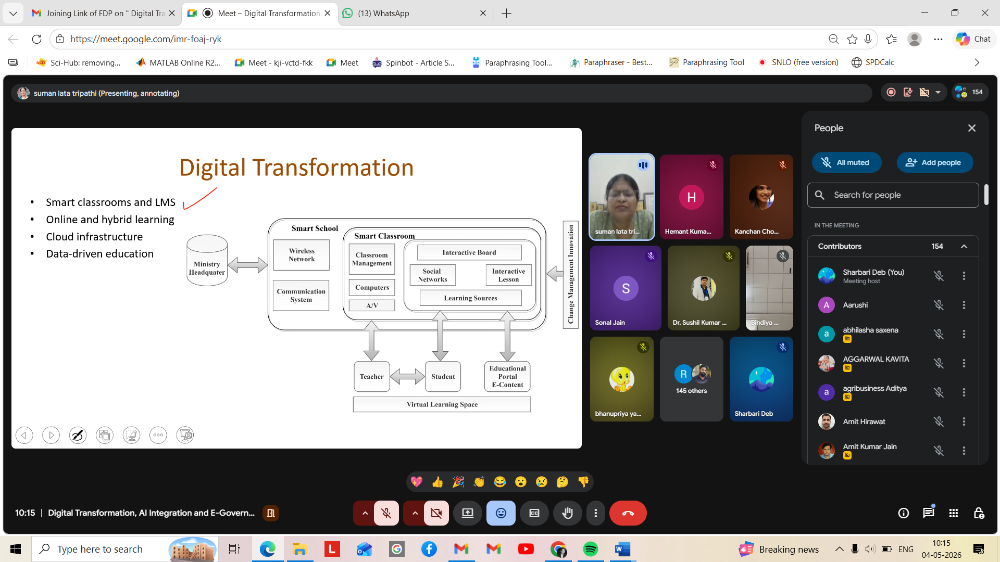 Joining Link of FDP on " Digital Tra
Meet – Digital Transformation,
(13) WhatsApp
https://meet.google.com/imr-foaj-ryk
Chat
Sci-Hub: removing...
MATLAB Online R2...
Meet - kji-vctd-fkk
Meet
Spinbot - Article S...
Paraphrasing Tool...
Paraphraser - Best...
Paraphrasing Tool
SNLO (free version)
SPDCalc
suman lata tripathi (Presenting, annotating)
154
Digital Transformation
• Smart classrooms and LMS
• Online and hybrid learning
• Cloud infrastructure
• Data-driven education
Ministry
Headquater
Smart School
Wireless
Network
Communication
System
Smart Classroom
Classroom
Management
Computers
A/V
Interactive Board
Social
Networks
Interactive
Lesson
Learning Sources
Change Management Innovation
Teacher
Student
Educational
Portal
E-Content
Virtual Learning Space
suman lata tri...
H
Hemant Kuma...
Kanchan Cho...
S
Sonal Jain
Dr. Sushil Kumar ...
Bindiya ...
bhanupriya ya...
R
145 others
Sharbari Deb
People
All muted
Add people
Search for people
IN THE MEETING
Contributors
154
Sharbari Deb (You)
Meeting host
A
Aarushi
a
abhilasha saxena
AGGARWAL KAVITA
a
agribusiness Aditya
Amit Hirawat
Amit Kumar Jain
10:15 | Digital Transformation, AI Integration and E-Govern...
CC
Type here to search
L
G
W
Breaking news
ENG
10:15
04-05-2026